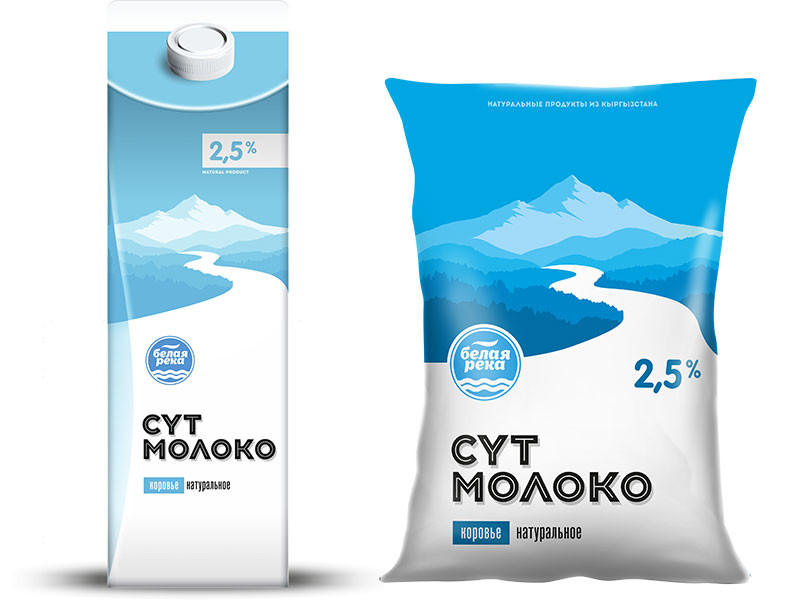 2,5%
NATURAL PRODUCT
белая
река
СҮТ
МОЛОКО
коровье натуральное
НАТУРАЛЬНЫЕ ПРОДУКТЫ ИЗ КЫРГЫЗСТАНА
белая
река
2,5%
СҮТ
МОЛОКО
коровье натуральное